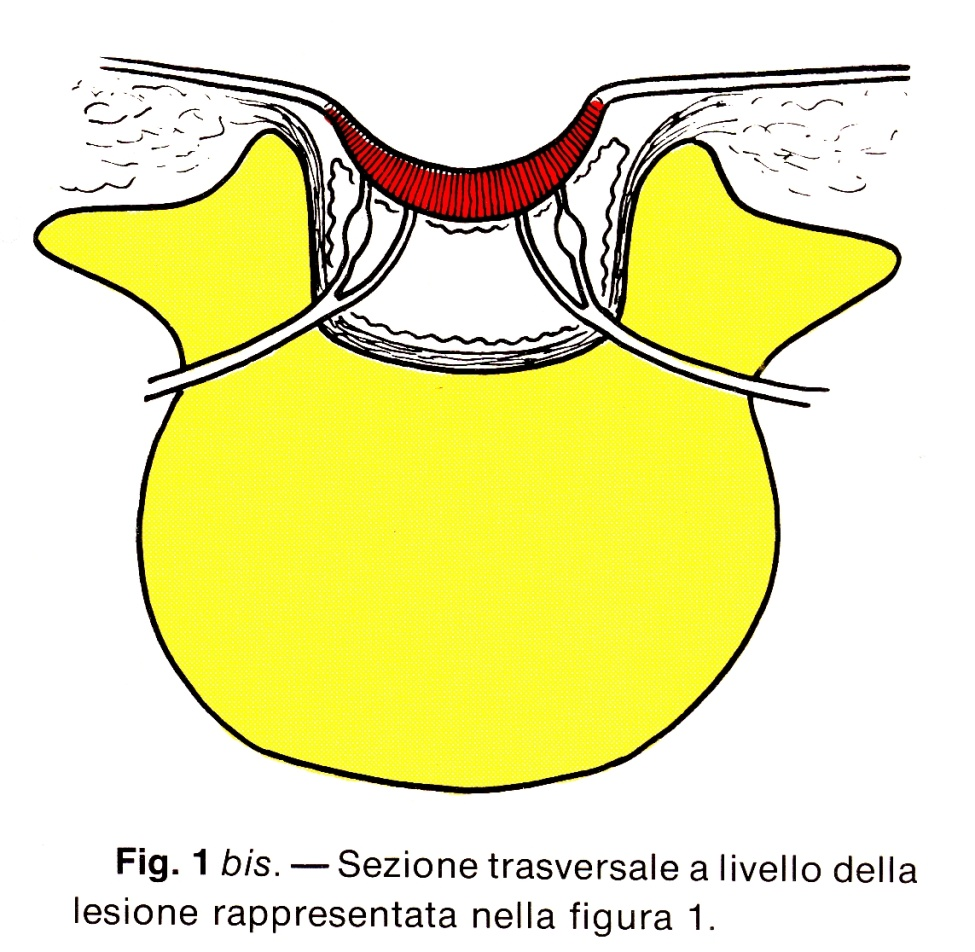 Fig. 1 bis. — Sezione trasversale a livello della
lesione rappresentata nella figura 1.